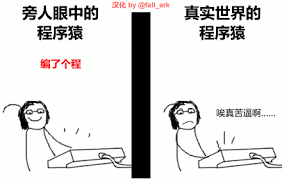 汉化 by @fall_ark
旁人眼中的
程序猿
编了个程
真实世界的
程序猿
唉真苦逼啊......